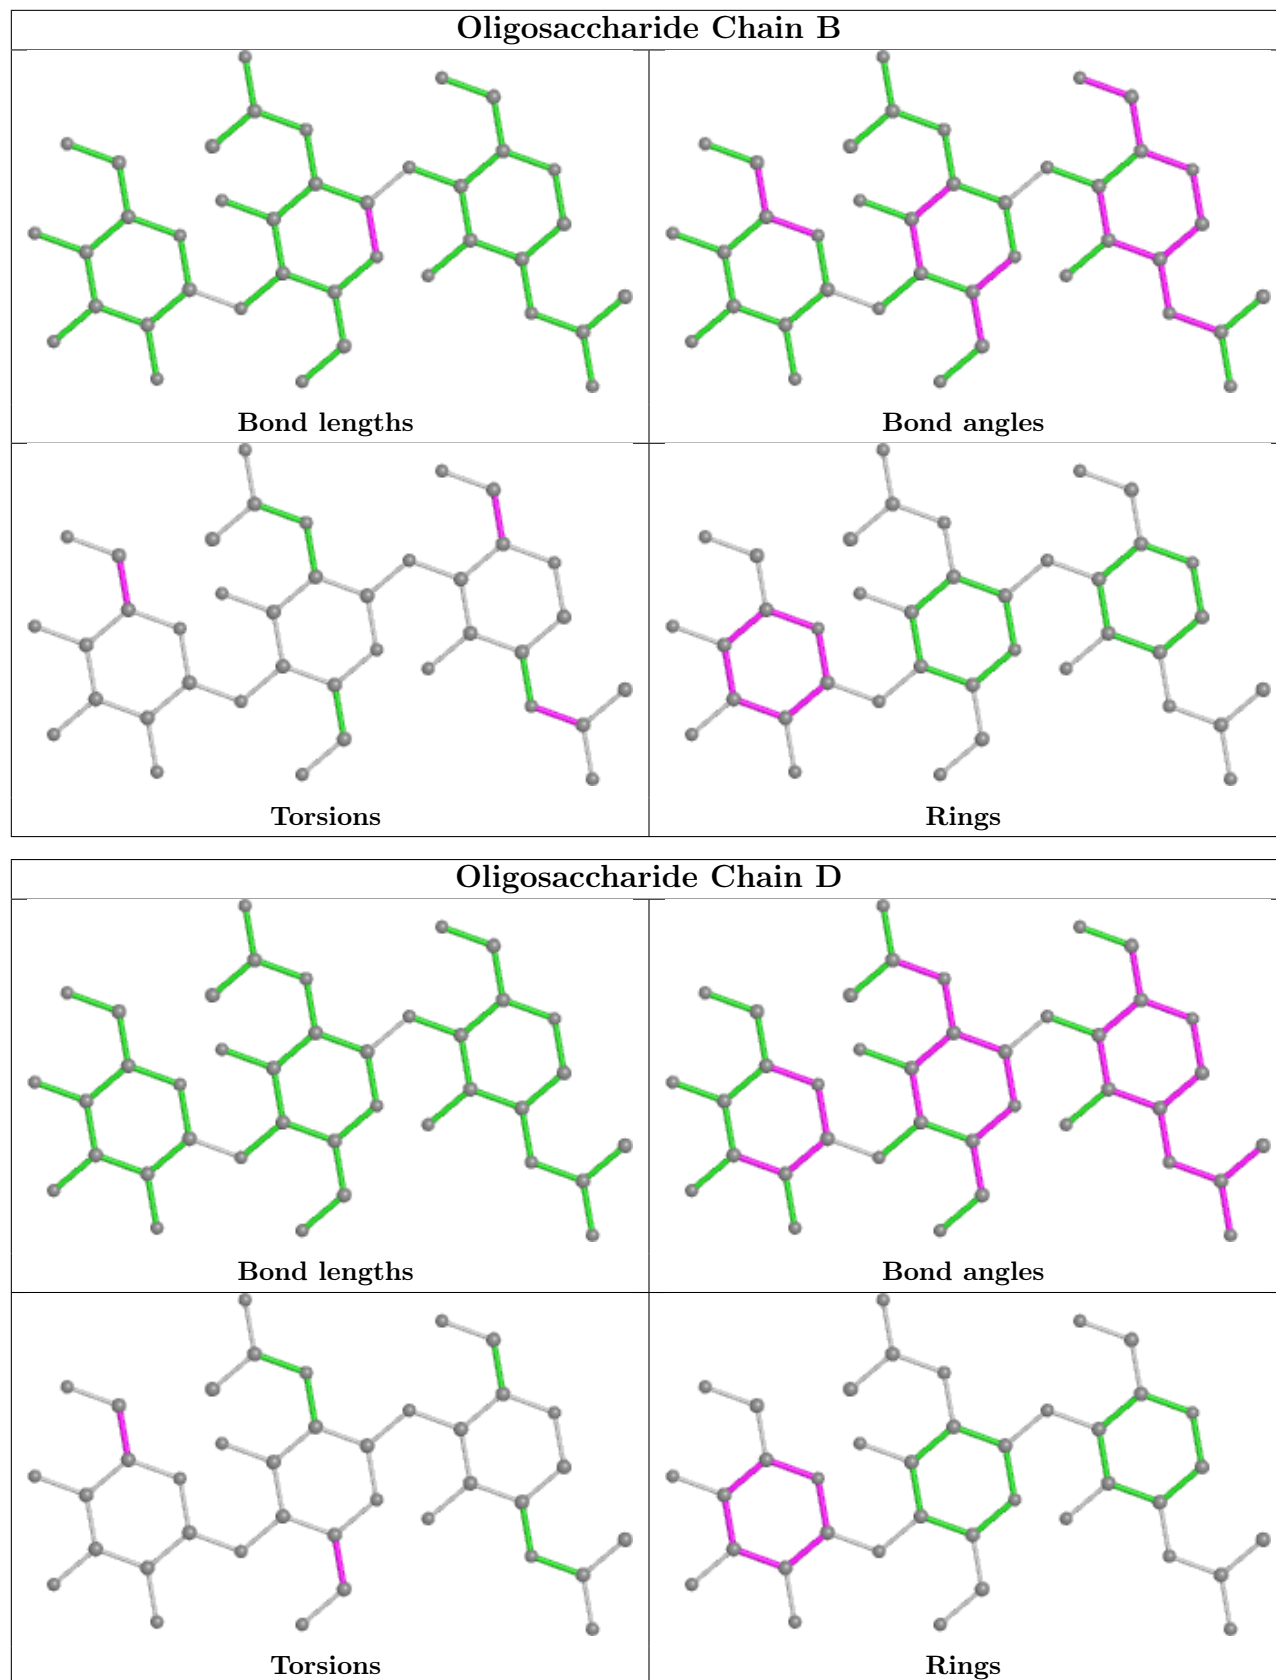 Oligosaccharide Chain B
Bond lengths
Bond angles
Torsions
Rings
Oligosaccharide Chain D
Bond lengths
Bond angles
Torsions
Rings